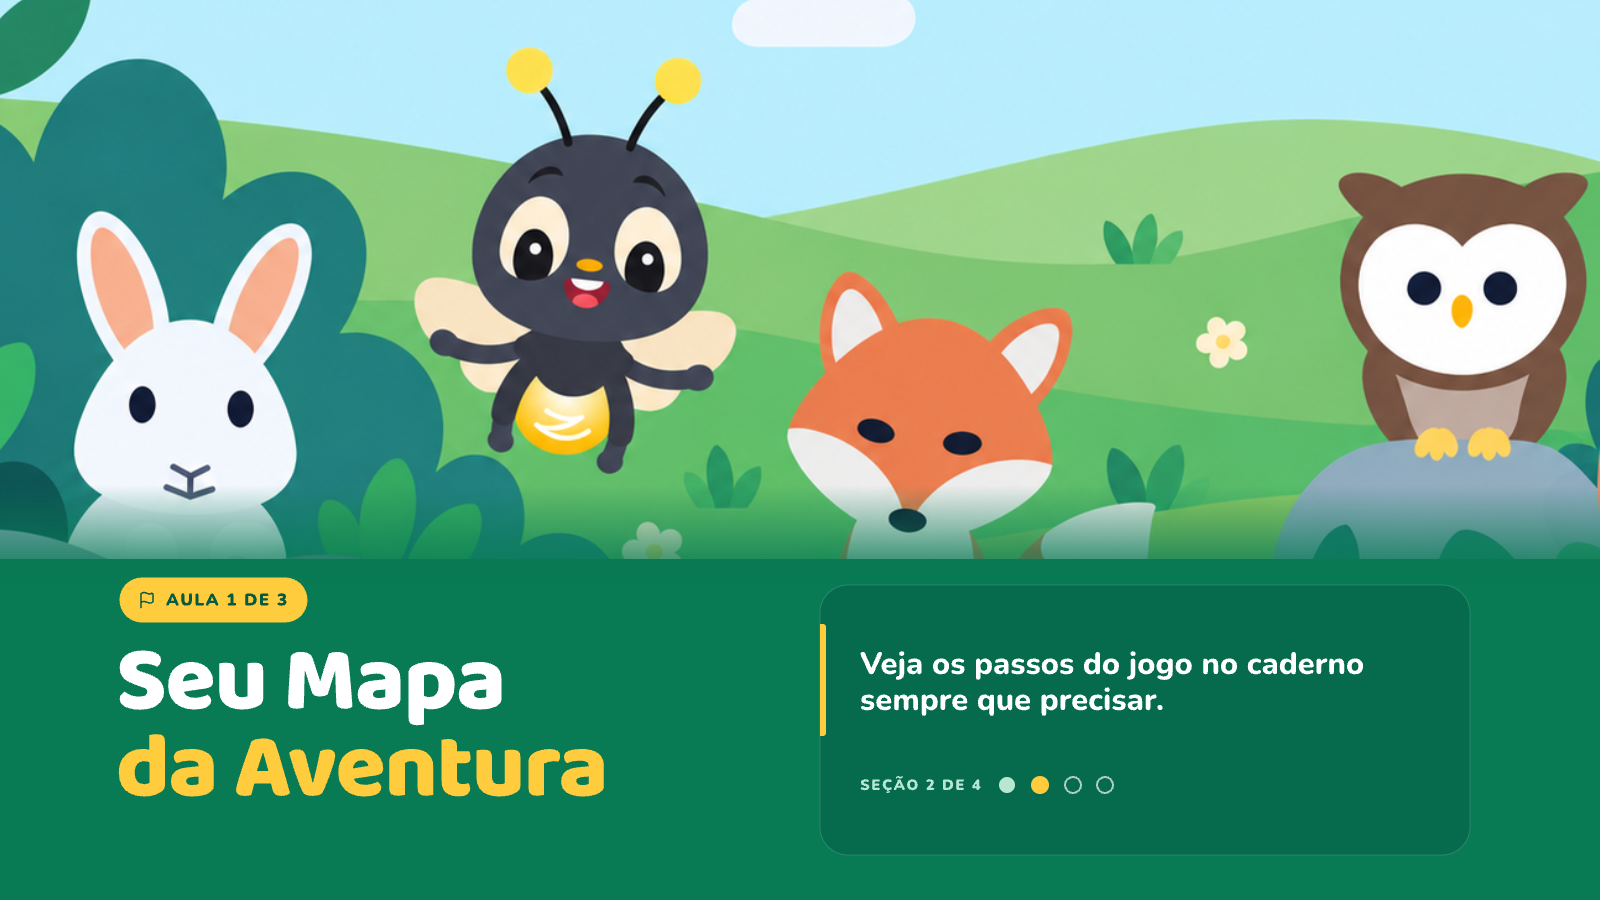 AULA 1 DE 3
Seu Mapa
da Aventura
Veja os passos do jogo no caderno
sempre que precisar.
SEÇÃO 2 DE 4